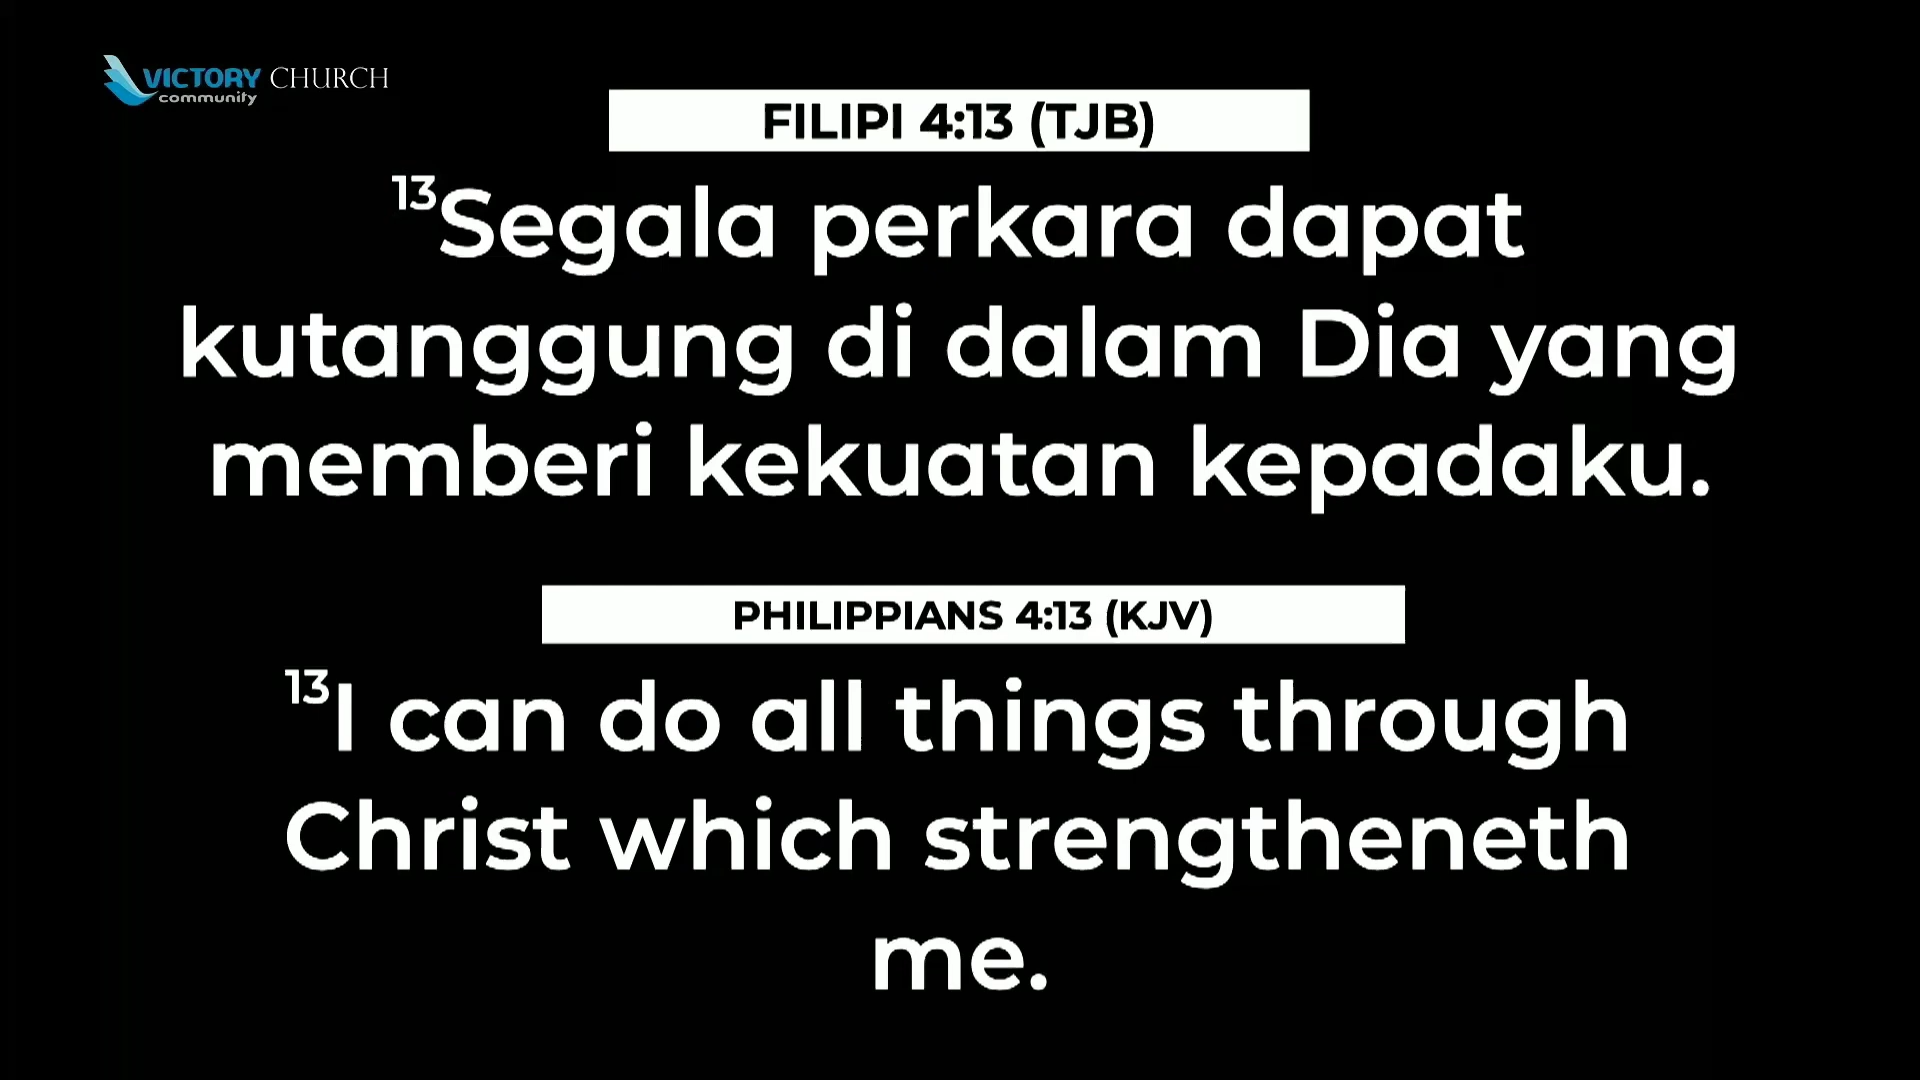 VICTORY CHURCH
community
FILIPI 4:13 (TJB)
13Segala perkara dapat
kutanggung di dalam Dia yang
memberi kekuatan kepadaku.
PHILIPPIANS 4:13 (KJV)
13I can do all things through
Christ which strengtheneth
me.